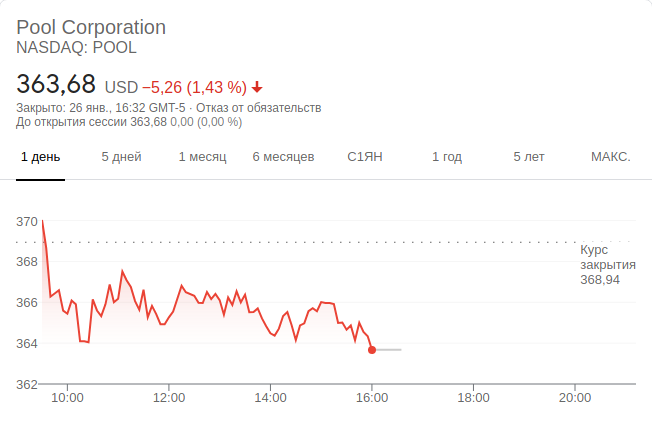 Pool Corporation
NASDAQ: POOL
363,68 USD −5,26 (1,43 %)
Закрыто: 26 янв., 16:32 GMT-5 · Отказ от обязательств
До открытия сессии 363,68 0,00 (0,00 %)
1 день 5 дней 1 месяц 6 месяцев С1ЯН 1 год 5 лет МАКС.
370
Курс
закрытия
368,94
368
366
364
362
10:00 12:00 14:00 16:00 18:00 20:00